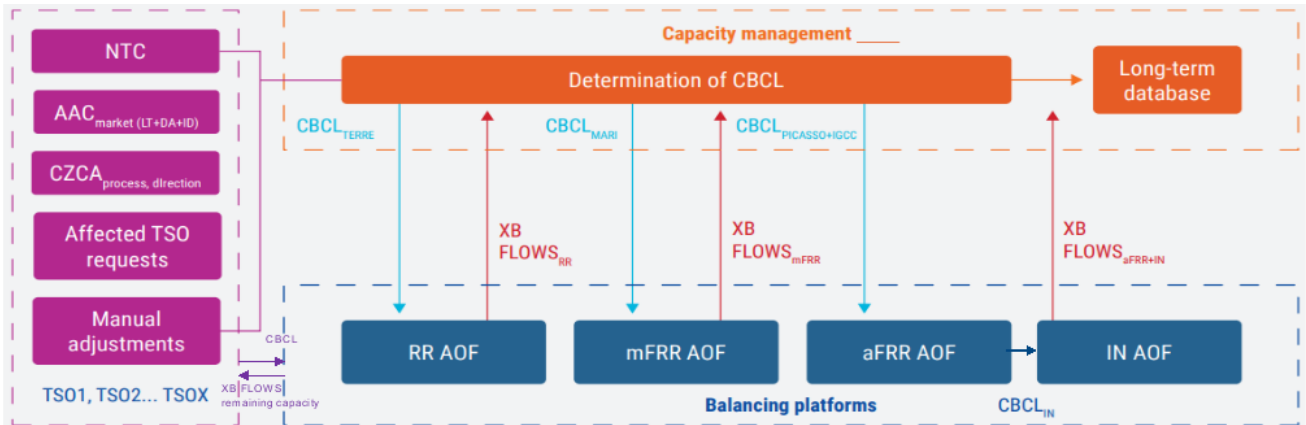 NTC
AACmarket (LT+DA+ID)
CZCAprocess, direction
Affected TSO
requests
Manual
adjustments
TSO1, TSO2... TSOX
CBCL
XB FLOWS
remaining capacity
Capacity management ____
Determination of CBCL
Long-term
database
CBCLTERRE
CBCLMARI
CBCLPICASSO+IGCC
XB
FLOWSRR
XB
FLOWSmFRR
XB
FLOWSaFRR+IN
RR AOF
mFRR AOF
aFRR AOF
IN AOF
Balancing platforms
CBCLIN